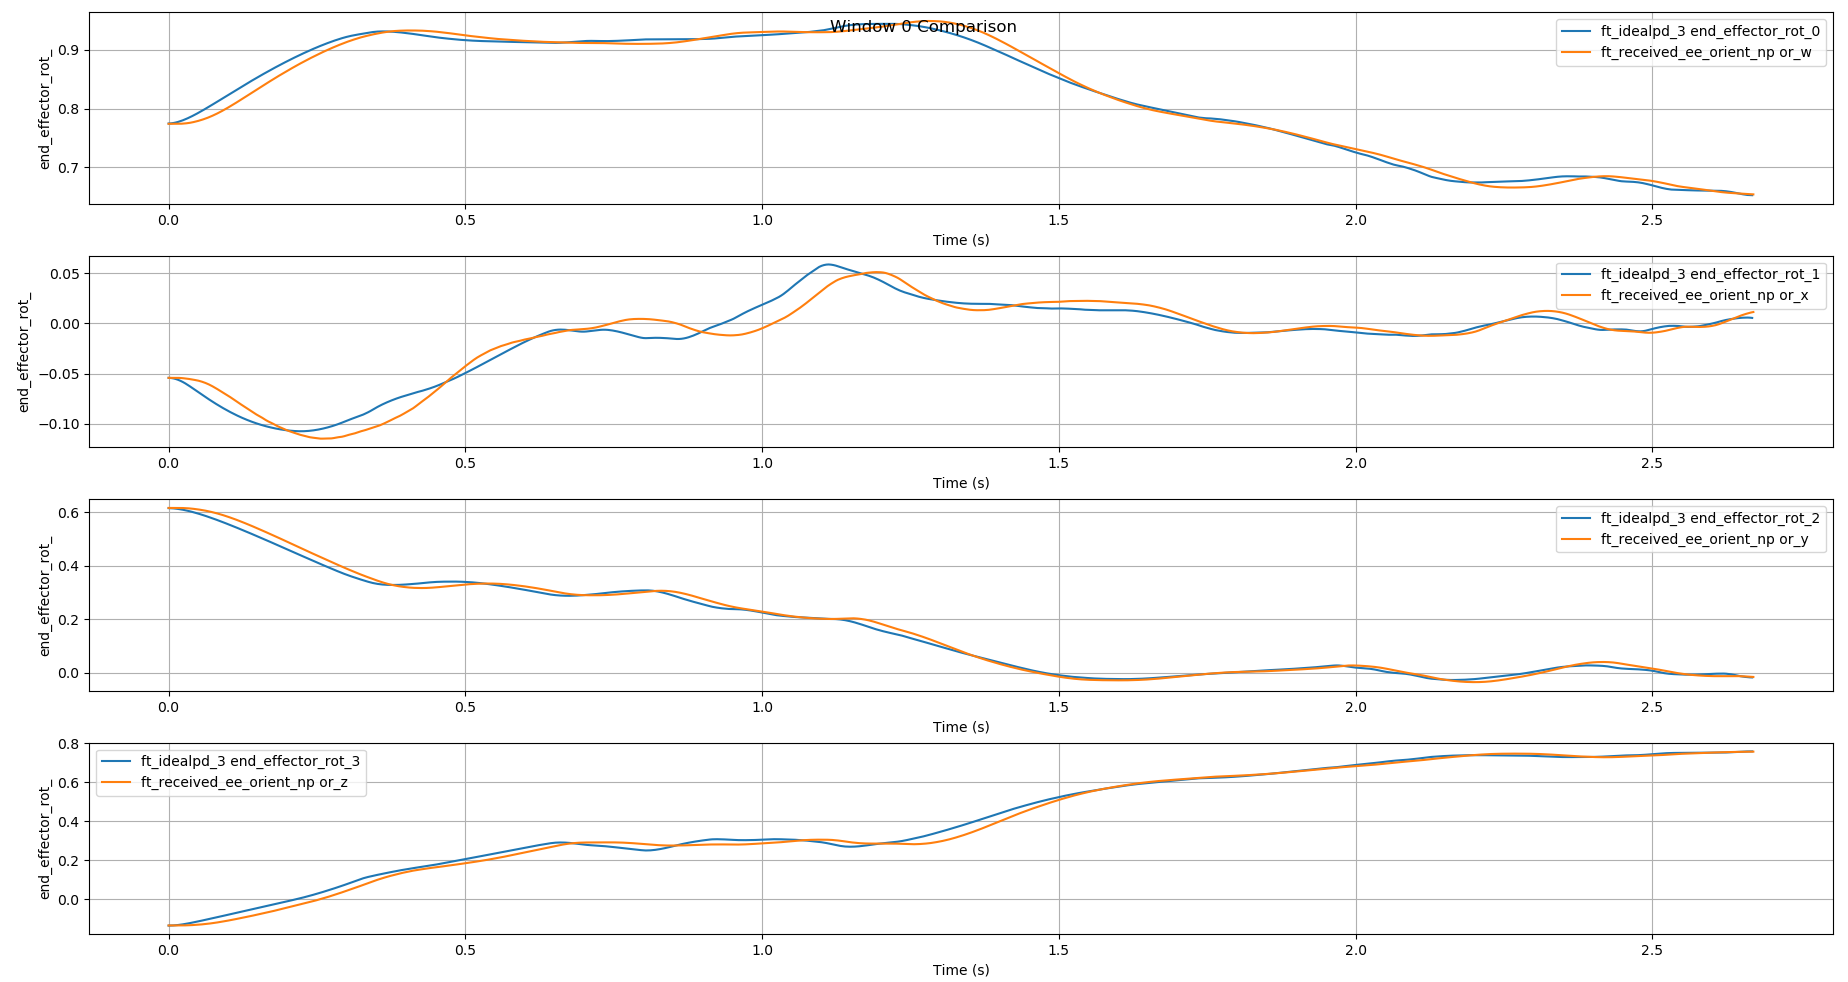 Window 0 Comparison
end_effector_rot_
0.9
0.8
0.7
ft_idealpd_3 end_effector_rot_0
ft_received_ee_orient_np or_w
0.0 0.5 1.0 1.5 2.0 2.5
Time (s)
end_effector_rot_
0.05
0.00
−0.05
−0.10
ft_idealpd_3 end_effector_rot_1
ft_received_ee_orient_np or_x
0.0 0.5 1.0 1.5 2.0 2.5
Time (s)
end_effector_rot_
0.6
0.4
0.2
0.0
ft_idealpd_3 end_effector_rot_2
ft_received_ee_orient_np or_y
0.0 0.5 1.0 1.5 2.0 2.5
Time (s)
end_effector_rot_
0.8
0.6
0.4
0.2
0.0
ft_idealpd_3 end_effector_rot_3
ft_received_ee_orient_np or_z
0.0 0.5 1.0 1.5 2.0 2.5
Time (s)